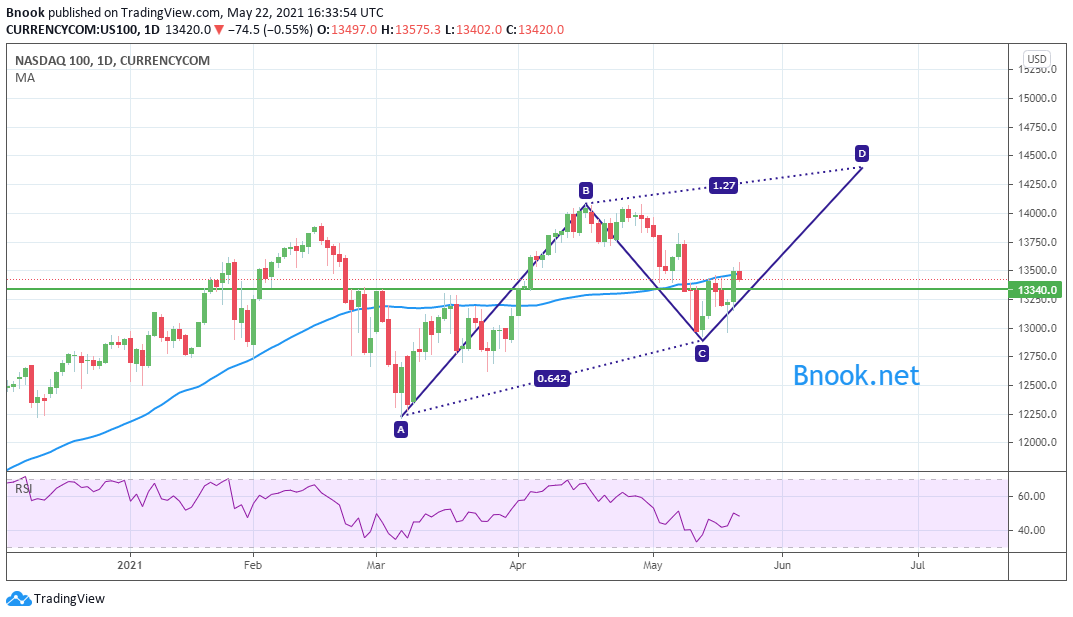 Bnook published on TradingView.com, May 22, 2021 16:33:54 UTC
CURRENCYCOM:US100, 1D 13420.0 ▼ −74.5 (−0.55%) O:13497.0 H:13575.3 L:13402.0 C:13420.0
NASDAQ 100, 1D, CURRENCYCOM
MA
USD
15250.0
15000.0
14750.0
14500.0
14250.0
14000.0
13750.0
13500.0
13340.0
13250.0
13000.0
12750.0
12500.0
12250.0
12000.0
D
1.27
B
C
0.642
A
Bnook.net
RSI
60.00
40.00
2021 Feb Mar Apr May Jun Jul
TradingView